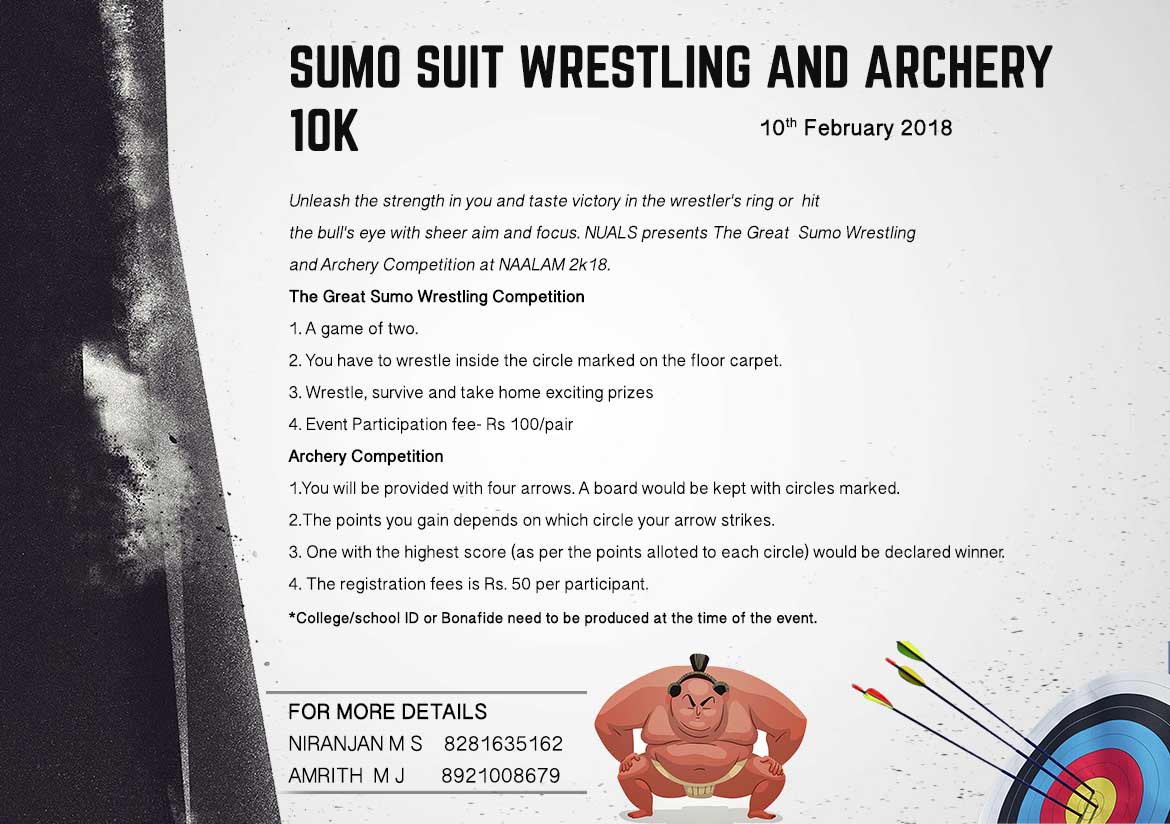 SUMO SUIT WRESTLING AND ARCHERY
10K
10th February 2018
Unleash the strength in you and taste victory in the wrestler's ring or hit
the bull's eye with sheer aim and focus. NUALS presents The Great Sumo Wrestling
and Archery Competition at NAALAM 2k18.
The Great Sumo Wrestling Competition
1. A game of two.
2. You have to wrestle inside the circle marked on the floor carpet.
3. Wrestle, survive and take home exciting prizes
4. Event Participation fee- Rs 100/pair
Archery Competition
1.You will be provided with four arrows. A board would be kept with circles marked.
2.The points you gain depends on which circle your arrow strikes.
3. One with the highest score (as per the points alloted to each circle) would be declared winner.
4. The registration fees is Rs. 50 per participant.
*College/school ID or Bonafide need to be produced at the time of the event.
FOR MORE DETAILS
NIRANJAN M S 8281635162
AMRITH M J 8921008679